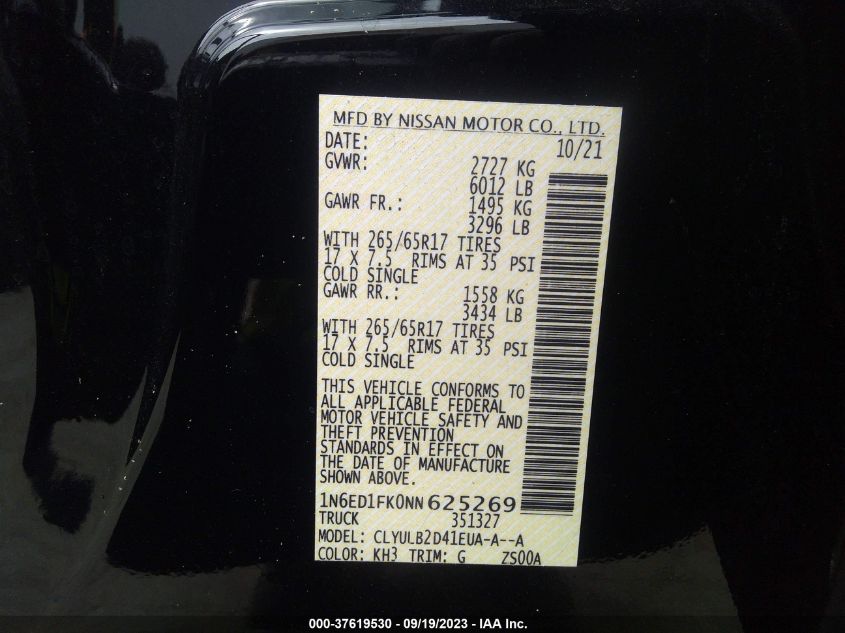 MFD BY NISSAN MOTOR CO., LTD.
DATE: 10/21
GVWR: 2727 KG
6012 LB
GAWR FR.: 1495 KG
3296 LB
WITH 265/65R17 TIRES
17 X 7.5 RIMS AT 35 PSI
COLD SINGLE
GAWR RR.: 1558 KG
3434 LB
WITH 265/65R17 TIRES
17 X 7.5 RIMS AT 35 PSI
COLD SINGLE
THIS VEHICLE CONFORMS TO
ALL APPLICABLE FEDERAL
MOTOR VEHICLE SAFETY AND
THEFT PREVENTION
STANDARDS IN EFFECT ON
THE DATE OF MANUFACTURE
SHOWN ABOVE.
1N6ED1FK0NN625269
TRUCK 351327
MODEL: CLYULB2D41EUA-A--A
COLOR: KH3 TRIM: G ZS00A
000-37619530 - 09/19/2023 - IAA Inc.